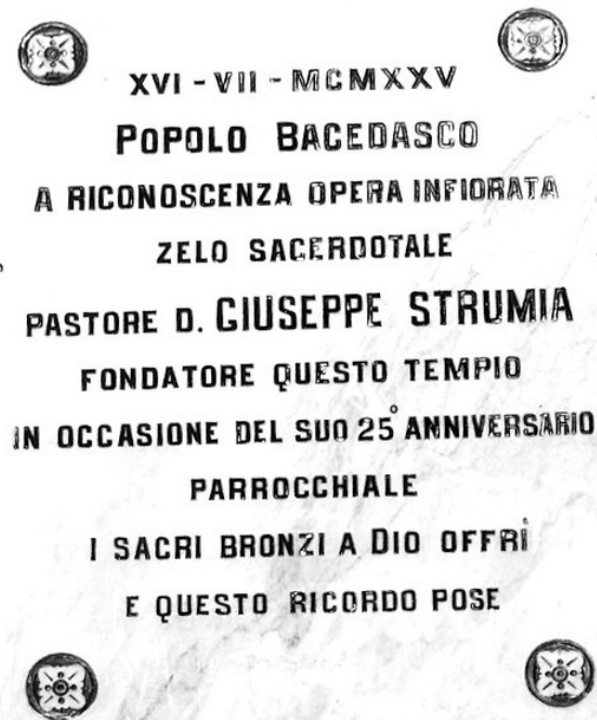 XVI - VII - MCMXXV
POPOLO BACEDASCO
A RICONOSCENZA OPERA INFIORATA
ZELO SACERDOTALE
PASTORE D. GIUSEPPE STRUMIA
FONDATORE QUESTO TEMPIO
IN OCCASIONE DEL SUO 25° ANNIVERSARIO
PARROCCHIALE
I SACRI BRONZI A DIO OFFRÌ
E QUESTO RICORDO POSE